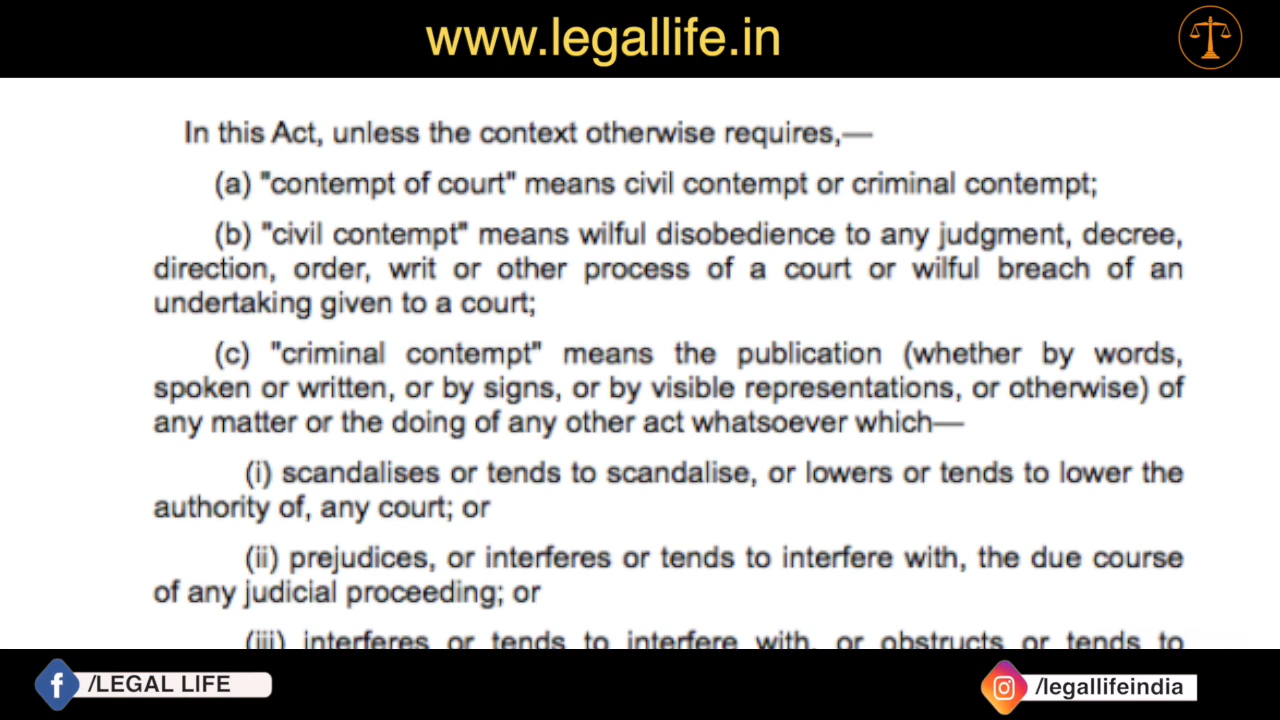 www.legallife.in
In this Act, unless the context otherwise requires,—
(a) "contempt of court" means civil contempt or criminal contempt;
(b) "civil contempt" means wilful disobedience to any judgment, decree,
direction, order, writ or other process of a court or wilful breach of an
undertaking given to a court;
(c) "criminal contempt" means the publication (whether by words,
spoken or written, or by signs, or by visible representations, or otherwise) of
any matter or the doing of any other act whatsoever which—
(i) scandalises or tends to scandalise, or lowers or tends to lower the
authority of, any court; or
(ii) prejudices, or interferes or tends to interfere with, the due course
of any judicial proceeding; or
(iii) interferes or tends to interfere with, or obstructs or tends to
/LEGAL LIFE
/legallifeindia